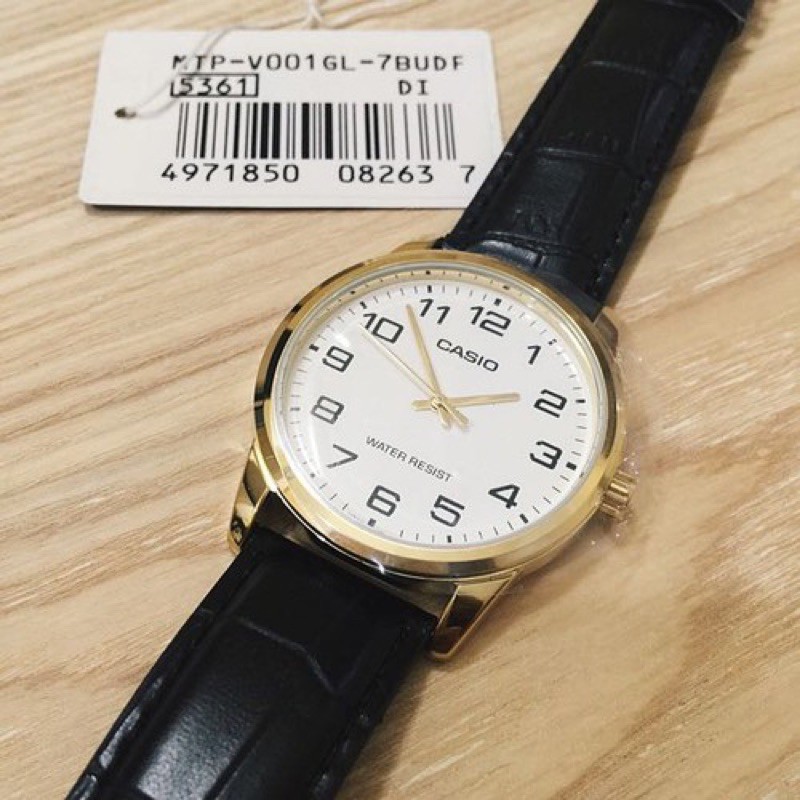 MTP-V001GL-7BUDF
5361 DI
4971850 08263 7
11 12 1
10 2
CASIO
9 3
8 4
WATER RESIST
7 6 5